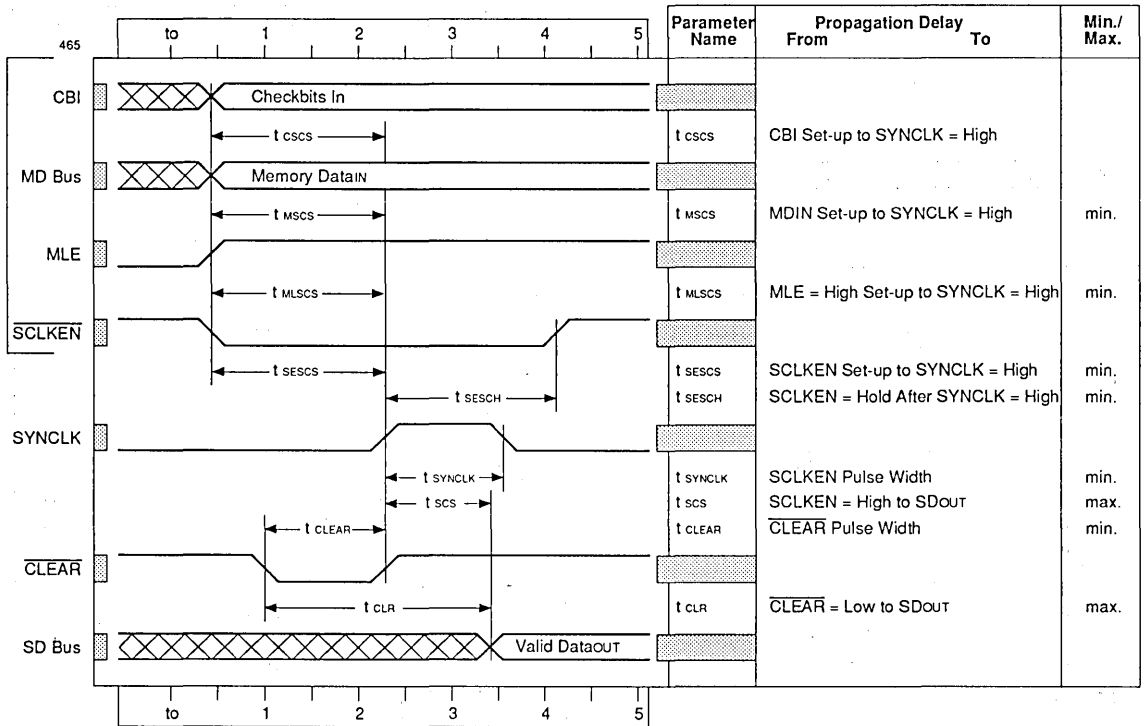 Parameter Name Propagation Delay From To Min./ Max.
465
to 1 2 3 4 5
CBI Checkbits In
t CSCS t CSCS CBI Set-up to SYNCLK = High
MD Bus Memory DataIN
t MSCS t MSCS MDIN Set-up to SYNCLK = High min.
MLE
t MLSCS t MLSCS MLE = High Set-up to SYNCLK = High min.
SCLKEN
t SESCS t SESCS SCLKEN Set-up to SYNCLK = High min.
t SESCH t SESCH SCLKEN = Hold After SYNCLK = High min.
SYNCLK
t SYNCLK t SYNCLK SCLKEN Pulse Width min.
t SCS t SCS SCLKEN = High to SDOUT max.
t CLEAR t CLEAR CLEAR Pulse Width min.
CLEAR
t CLR t CLR CLEAR = Low to SDOUT max.
SD Bus Valid DataOUT
to 1 2 3 4 5